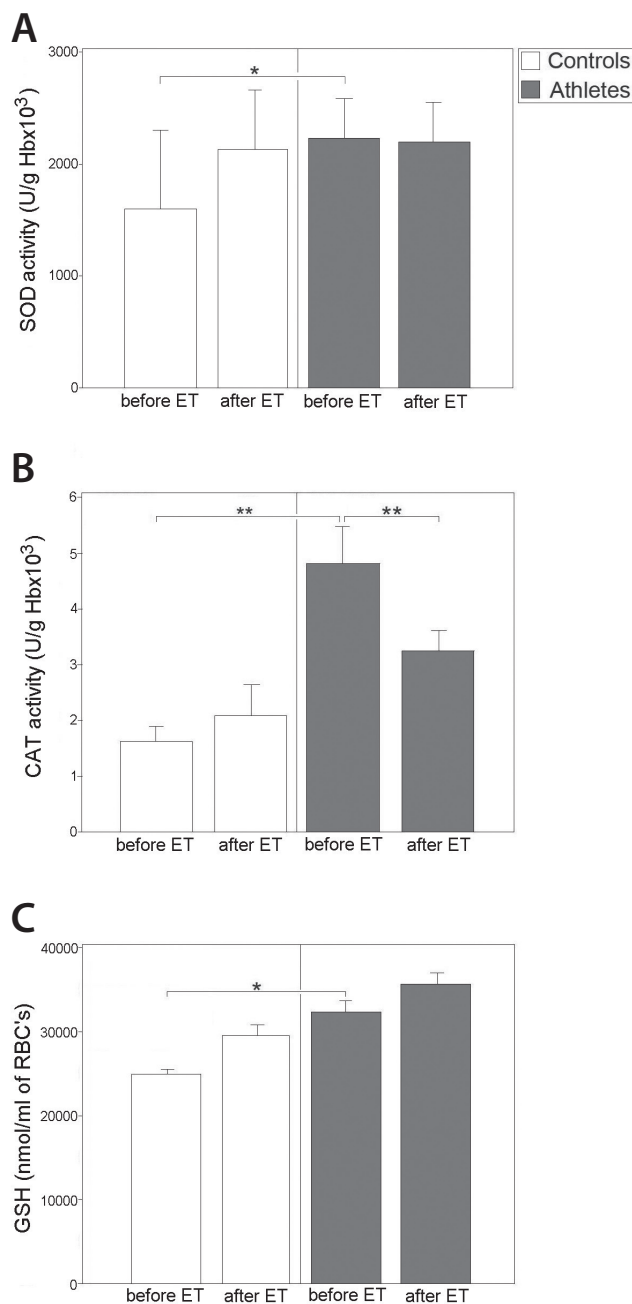 A
SOD activity (U/g Hbx10³)
3000
2000
1000
0
*
before ET after ET before ET after ET
Controls
Athletes
B
CAT activity (U/g Hbx10³)
6
5
4
3
2
1
0
** **
before ET after ET before ET after ET
C
GSH (nmol/ml of RBC's)
40000
30000
20000
10000
0
*
before ET after ET before ET after ET